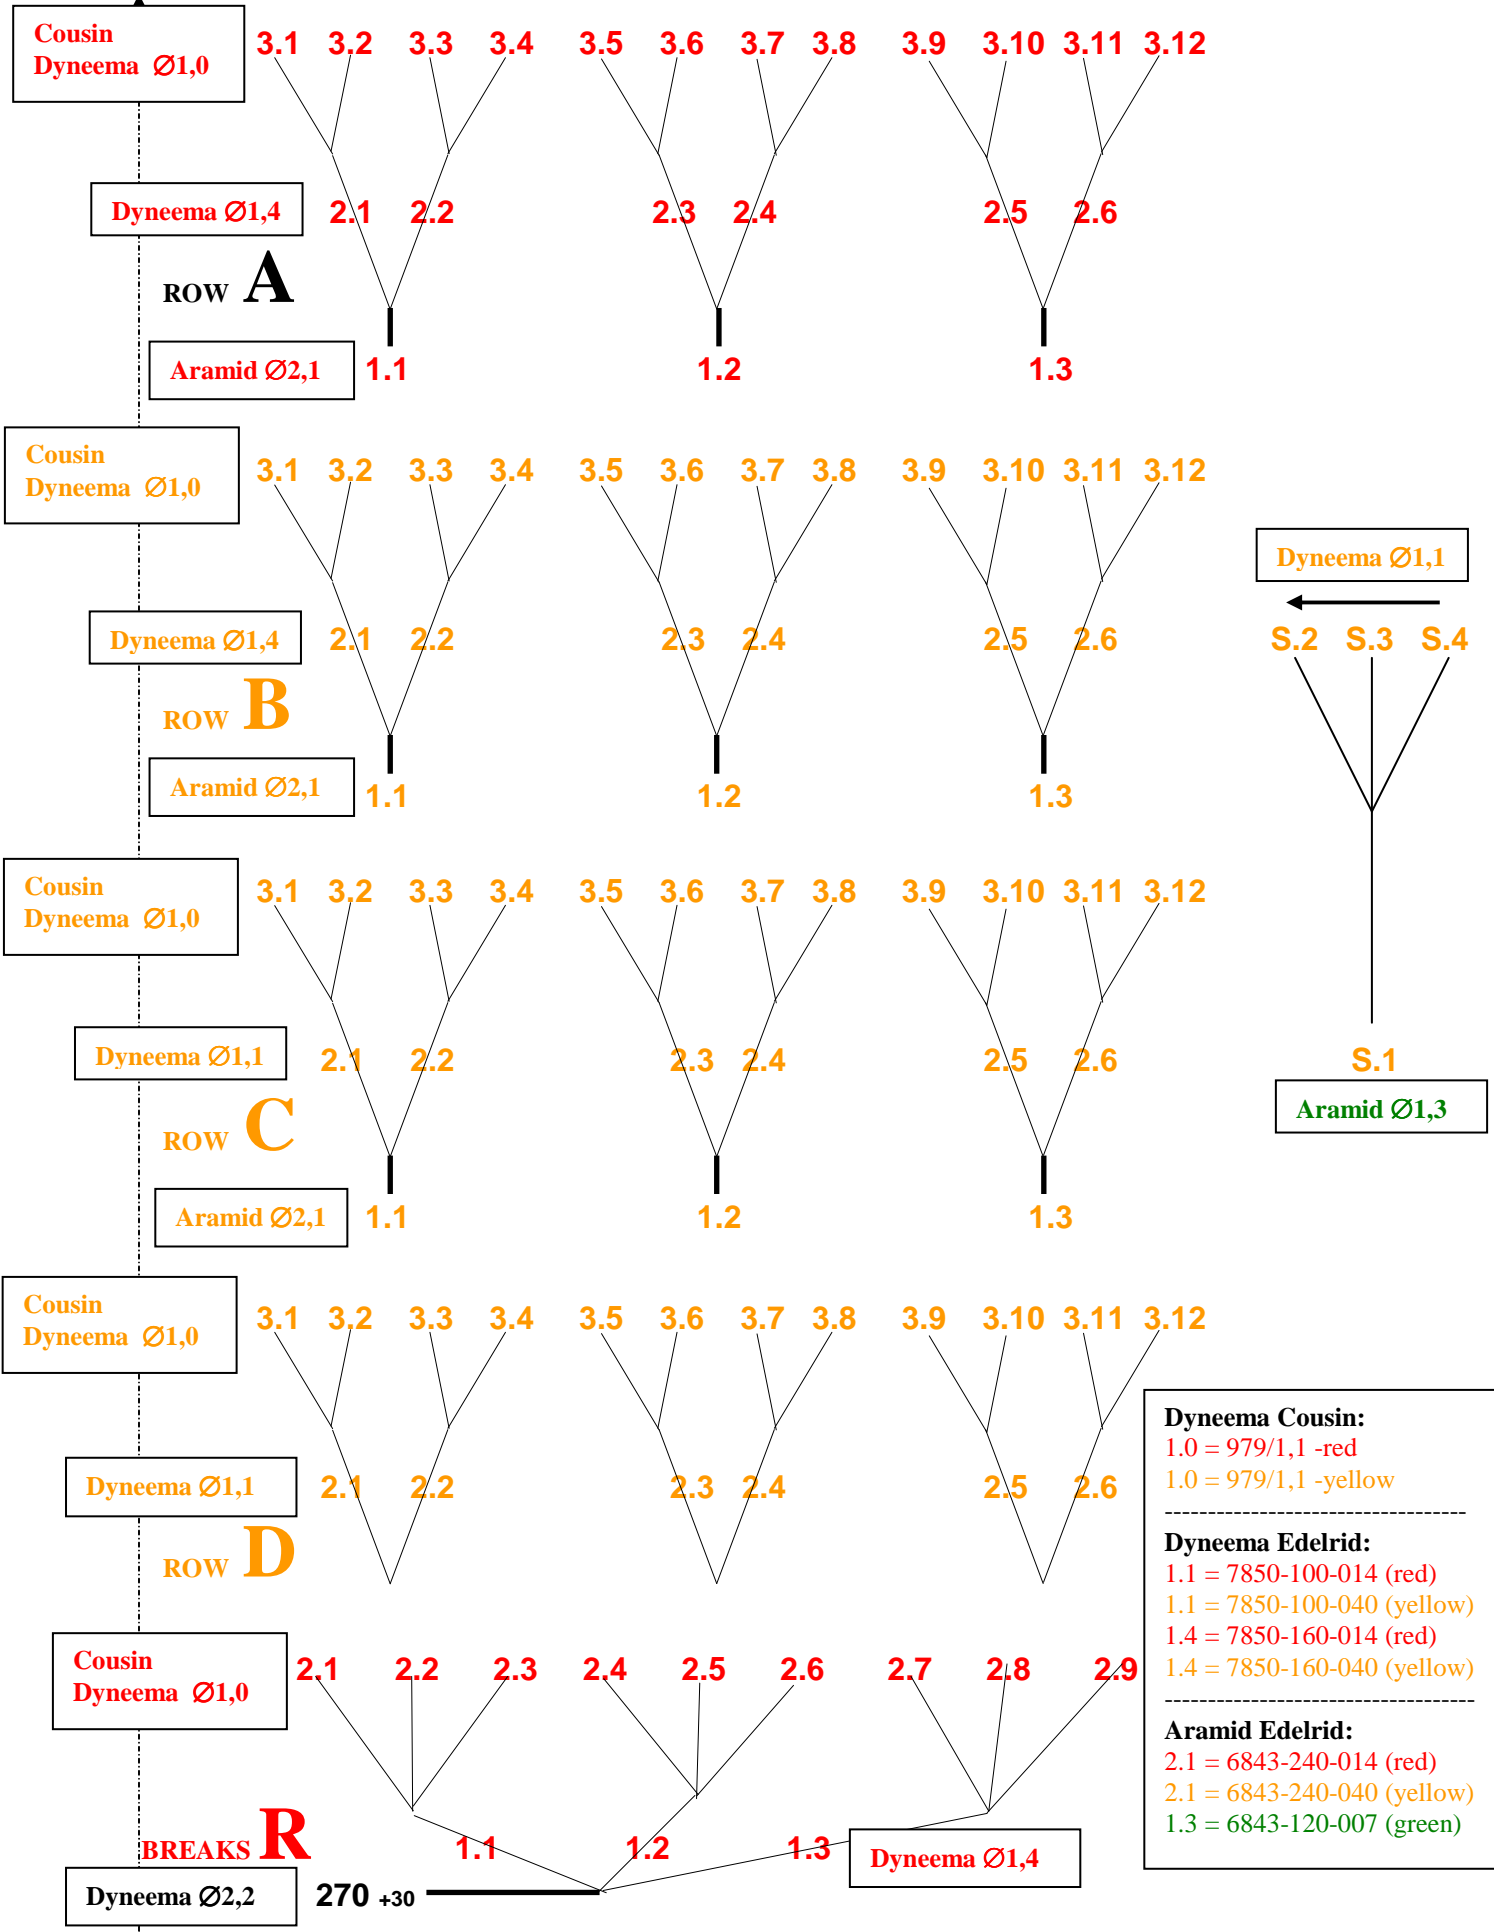 Cousin
Dyneema Ø1,0
3.1 3.2 3.3 3.4 3.5 3.6 3.7 3.8 3.9 3.10 3.11 3.12
Dyneema Ø1,4
2.1 2.2 2.3 2.4 2.5 2.6
ROW A
Aramid Ø2,1
1.1 1.2 1.3
Cousin
Dyneema Ø1,0
3.1 3.2 3.3 3.4 3.5 3.6 3.7 3.8 3.9 3.10 3.11 3.12
Dyneema Ø1,4
2.1 2.2 2.3 2.4 2.5 2.6
ROW B
Aramid Ø2,1
1.1 1.2 1.3
Dyneema Ø1,1
S.2 S.3 S.4
S.1
Aramid Ø1,3
Cousin
Dyneema Ø1,0
3.1 3.2 3.3 3.4 3.5 3.6 3.7 3.8 3.9 3.10 3.11 3.12
Dyneema Ø1,1
2.1 2.2 2.3 2.4 2.5 2.6
ROW C
Aramid Ø2,1
1.1 1.2 1.3
Cousin
Dyneema Ø1,0
3.1 3.2 3.3 3.4 3.5 3.6 3.7 3.8 3.9 3.10 3.11 3.12
Dyneema Ø1,1
2.1 2.2 2.3 2.4 2.5 2.6
ROW D
Cousin
Dyneema Ø1,0
2.1 2.2 2.3 2.4 2.5 2.6 2.7 2.8 2.9
BREAKS R
1.1 1.2 1.3
Dyneema Ø1,4
Dyneema Ø2,2
270 +30
Dyneema Cousin:
1.0 = 979/1,1 -red
1.0 = 979/1,1 -yellow
-----------------------------------
Dyneema Edelrid:
1.1 = 7850-100-014 (red)
1.1 = 7850-100-040 (yellow)
1.4 = 7850-160-014 (red)
1.4 = 7850-160-040 (yellow)
------------------------------------
Aramid Edelrid:
2.1 = 6843-240-014 (red)
2.1 = 6843-240-040 (yellow)
1.3 = 6843-120-007 (green)